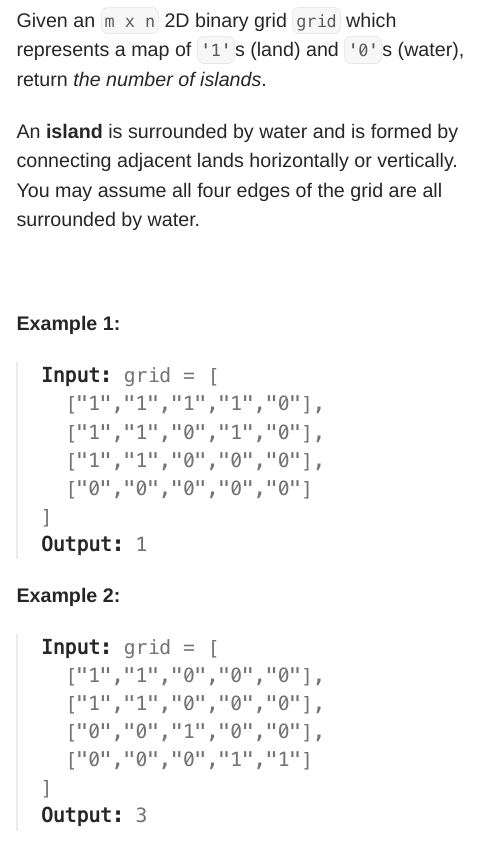 Given an m x n 2D binary grid grid which
represents a map of '1's (land) and '0's (water),
return the number of islands.
An island is surrounded by water and is formed by
connecting adjacent lands horizontally or vertically.
You may assume all four edges of the grid are all
surrounded by water.
Example 1:
Input: grid = [
["1","1","1","1","0"],
["1","1","0","1","0"],
["1","1","0","0","0"],
["0","0","0","0","0"]
]
Output: 1
Example 2:
Input: grid = [
["1","1","0","0","0"],
["1","1","0","0","0"],
["0","0","1","0","0"],
["0","0","0","1","1"]
]
Output: 3